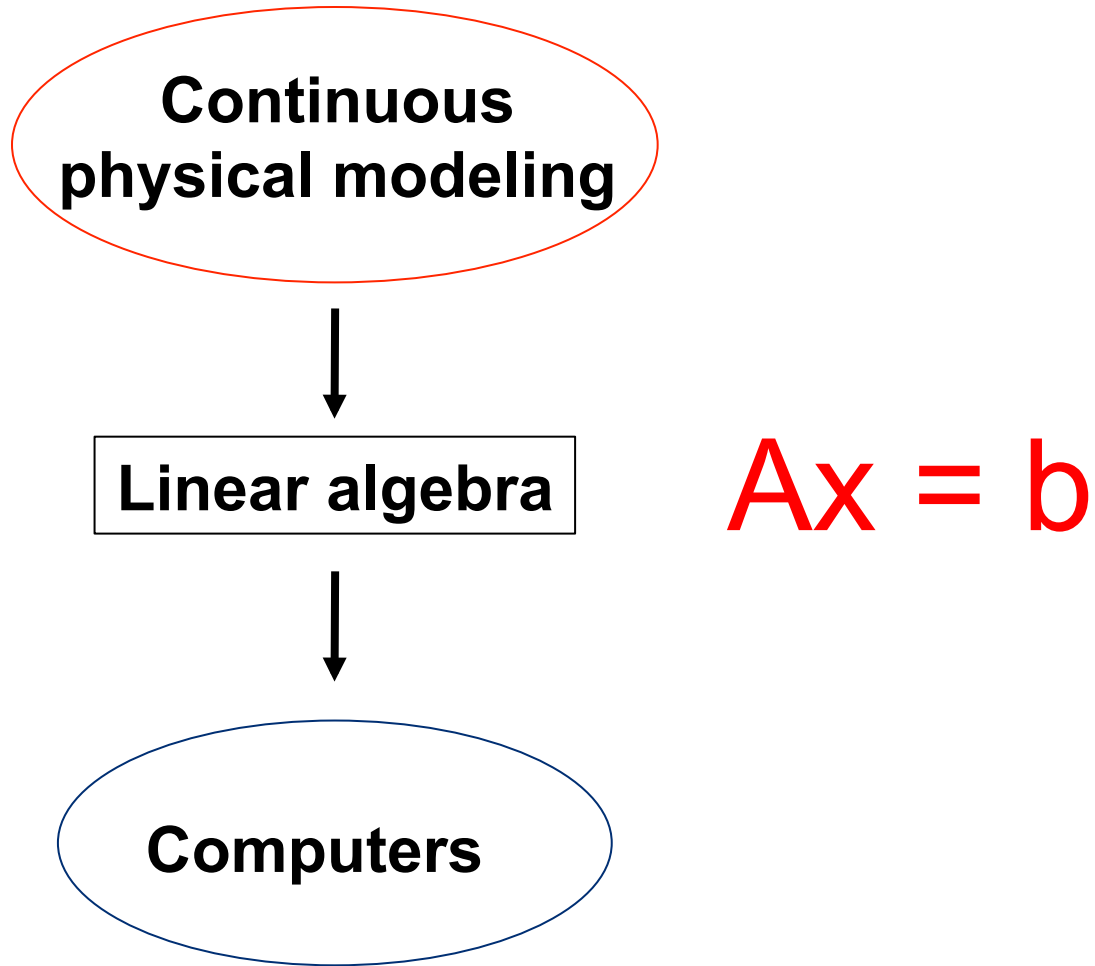 Continuous
physical modeling
Linear algebra
Ax = b
Computers